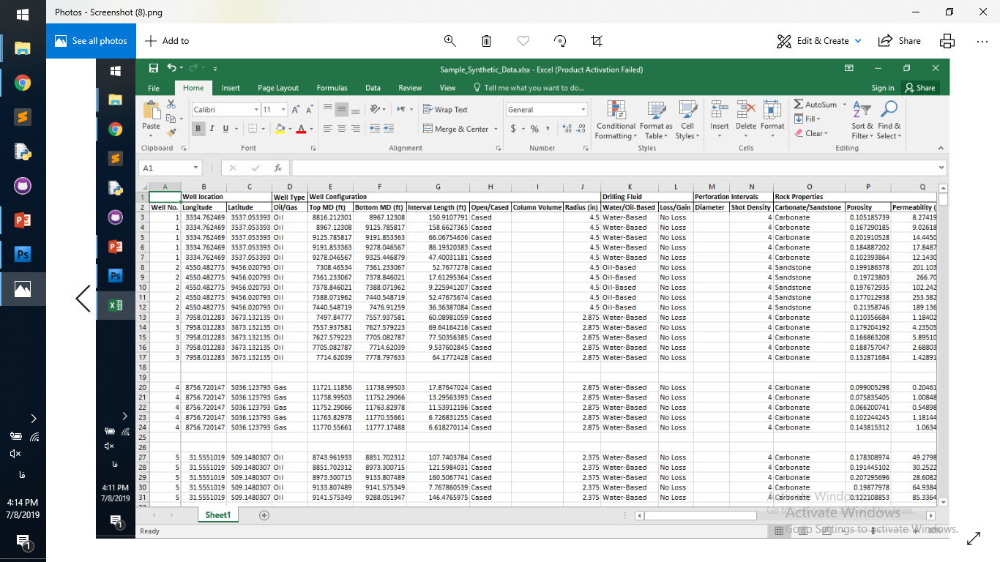 Photos - Screenshot (8).png
See all photos
Add to
Edit & Create
Share
Sample_Synthetic_Data.xlsx - Excel (Product Activation Failed)
File Home Insert Page Layout Formulas Data Review View Tell me what you want to do... Sign in Share
Paste Calibri 11 Wrap Text General Conditional Formatting Format as Table Cell Styles Insert Delete Format AutoSum Sort & Filter Find & Select
B I U Merge & Center $ % Fill
Clear
Clipboard Font Alignment Number Styles Cells Editing
A1 fx
A B C D E F G H I J K L M N O P Q
1 Well location Well Type Well Configuration Drilling Fluid Perforation Intervals Rock Properties
2 Well No. Longitude Latitude Oil/Gas Top MD (ft) Bottom MD (ft) Interval Length (ft) Open/Cased Column Volume Radius (in) Water/Oil-Based Loss/Gain Diameter Shot Density Carbonate/Sandstone Porosity Permeability (
3 1 3334.762469 3537.053393 Oil 8816.212301 8967.12308 150.9107791 Cased 4.5 Water-Based No Loss 4 Carbonate 0.105185739 8.27419
4 1 3334.762469 3537.053393 Oil 8967.12308 9125.785817 158.6627365 Cased 4.5 Water-Based No Loss 4 Carbonate 0.167290185 9.02618
5 1 3334.762469 3537.053393 Oil 9125.785817 9191.853363 66.06754636 Cased 4.5 Water-Based No Loss 4 Carbonate 0.201910528 14.4450
6 1 3334.762469 3537.053393 Oil 9191.853363 9278.046567 86.19320383 Cased 4.5 Water-Based No Loss 4 Carbonate 0.184887202 17.8487
7 1 3334.762469 3537.053393 Oil 9278.046567 9325.446879 47.40031181 Cased 4.5 Water-Based No Loss 4 Carbonate 0.102393864 12.1430
8 2 4550.482775 9456.020793 Oil 7308.46534 7361.233067 52.7677278 Cased 4.5 Oil-Based No Loss 4 Sandstone 0.199186378 201.103
9 2 4550.482775 9456.020793 Oil 7361.233067 7378.846021 17.61295364 Cased 4.5 Oil-Based No Loss 4 Sandstone 0.19723803 266.70
10 2 4550.482775 9456.020793 Oil 7378.846021 7388.071962 9.225941207 Cased 4.5 Oil-Based No Loss 4 Sandstone 0.197672935 102.242
11 2 4550.482775 9456.020793 Oil 7388.071962 7440.548719 52.47675674 Cased 4.5 Oil-Based No Loss 4 Sandstone 0.177012938 253.382
12 2 4550.482775 9456.020793 Oil 7440.548719 7476.91259 36.36387084 Cased 4.5 Oil-Based No Loss 4 Sandstone 0.21358746 189.136
13 3 7958.012283 3673.132135 Oil 7497.84777 7557.937581 60.08981059 Cased 2.875 Water-Based No Loss 4 Carbonate 0.110356684 1.18402
14 3 7958.012283 3673.132135 Oil 7557.937581 7627.579223 69.64164216 Cased 2.875 Water-Based No Loss 4 Carbonate 0.179204192 4.23505
15 3 7958.012283 3673.132135 Oil 7627.579223 7705.082787 77.50356385 Cased 2.875 Water-Based No Loss 4 Carbonate 0.166863208 5.89510
16 3 7958.012283 3673.132135 Oil 7705.082787 7714.62039 9.537602845 Cased 2.875 Water-Based No Loss 4 Carbonate 0.188757047 2.68803
17 3 7958.012283 3673.132135 Oil 7714.62039 7778.797633 64.1772428 Cased 2.875 Water-Based No Loss 4 Carbonate 0.132871684 1.42891
18
19
20 4 8756.720147 5036.123793 Gas 11721.11856 11738.99503 17.87647024 Cased 2.875 Water-Based No Loss 4 Carbonate 0.099005298 0.20461
21 4 8756.720147 5036.123793 Gas 11738.99503 11752.29066 13.29563393 Cased 2.875 Water-Based No Loss 4 Carbonate 0.075835405 1.00848
22 4 8756.720147 5036.123793 Gas 11752.29066 11763.82978 11.53912196 Cased 2.875 Water-Based No Loss 4 Carbonate 0.066200741 0.54898
23 4 8756.720147 5036.123793 Gas 11763.82978 11770.55661 6.726831255 Cased 2.875 Water-Based No Loss 4 Carbonate 0.102244245 1.18144
24 4 8756.720147 5036.123793 Gas 11770.55661 11777.17488 6.618270114 Cased 2.875 Water-Based No Loss 4 Carbonate 0.143815312 1.0634
25
26
27 5 31.5551019 509.1480307 Oil 8743.961933 8851.702312 107.7403784 Cased 2.375 Water-Based No Loss 4 Carbonate 0.178308974 49.2798
28 5 31.5551019 509.1480307 Oil 8851.702312 8973.300715 121.5984031 Cased 2.375 Water-Based No Loss 4 Carbonate 0.191445102 30.2522
29 5 31.5551019 509.1480307 Oil 8973.300715 9133.807489 160.5067741 Cased 2.375 Water-Based No Loss 4 Carbonate 0.207295696 28.6082
30 5 31.5551019 509.1480307 Oil 9133.807489 9141.575349 7.767860539 Cased 2.375 Water-Based No Loss 4 Carbonate 0.19877978 64.9384
31 5 31.5551019 509.1480307 Oil 9141.575349 9288.051947 146.4765975 Cased 2.375 Water-Based No Loss 4 Carbonate 0.122108853 85.3364
Sheet1
Ready 80%
Activate Windows
Go to Settings to activate Windows.
Activate Windows
Go to Settings to activate Windows.
فا
4:11 PM
7/8/2019
1
فا
4:14 PM
7/8/2019
1